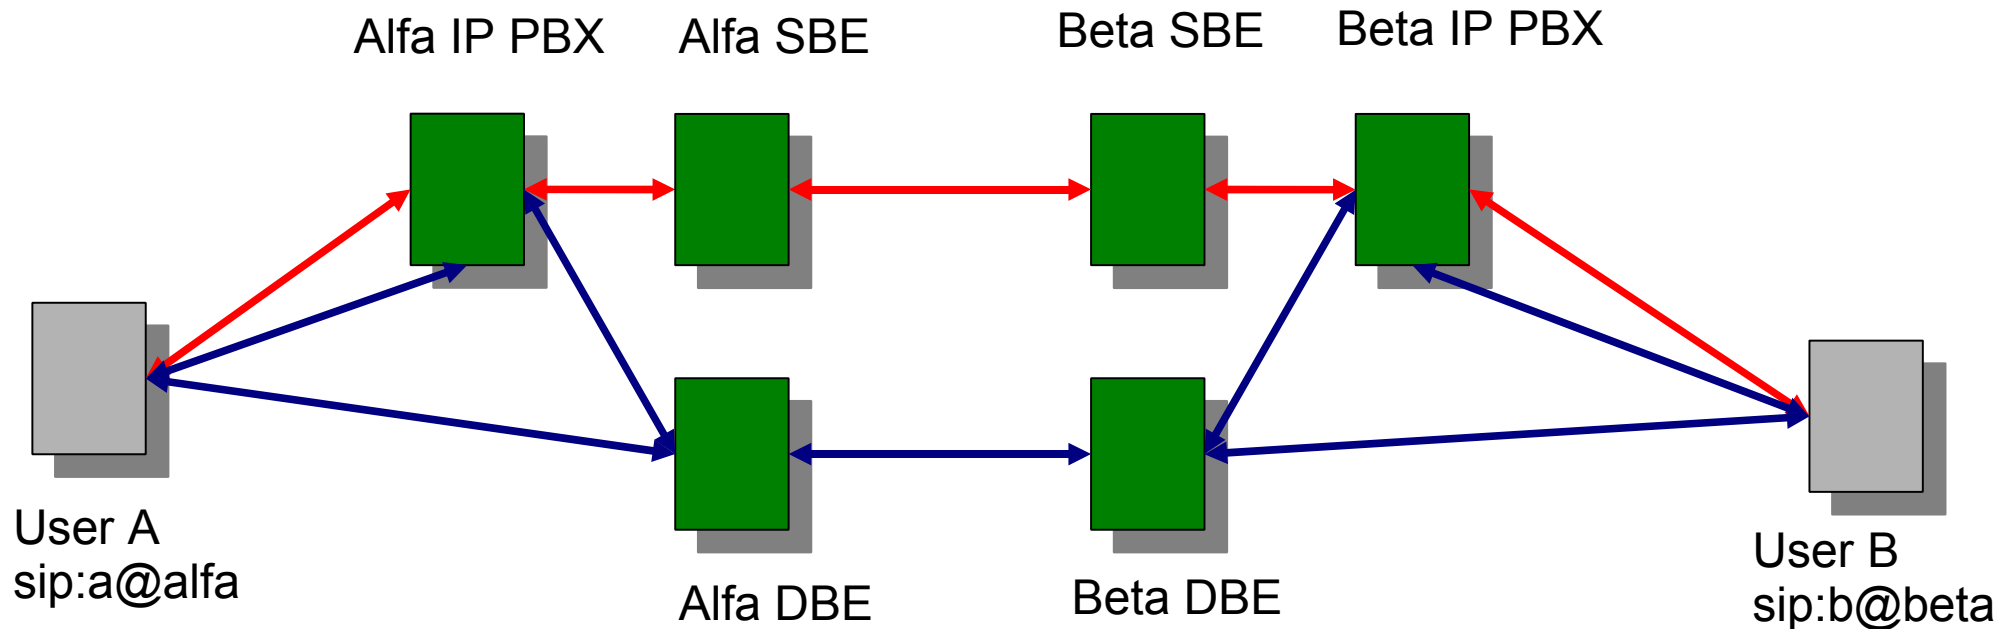 Alfa IP PBX
Alfa SBE
Beta SBE
Beta IP PBX
User A
sip:a@alfa
Alfa DBE
Beta DBE
User B
sip:b@beta